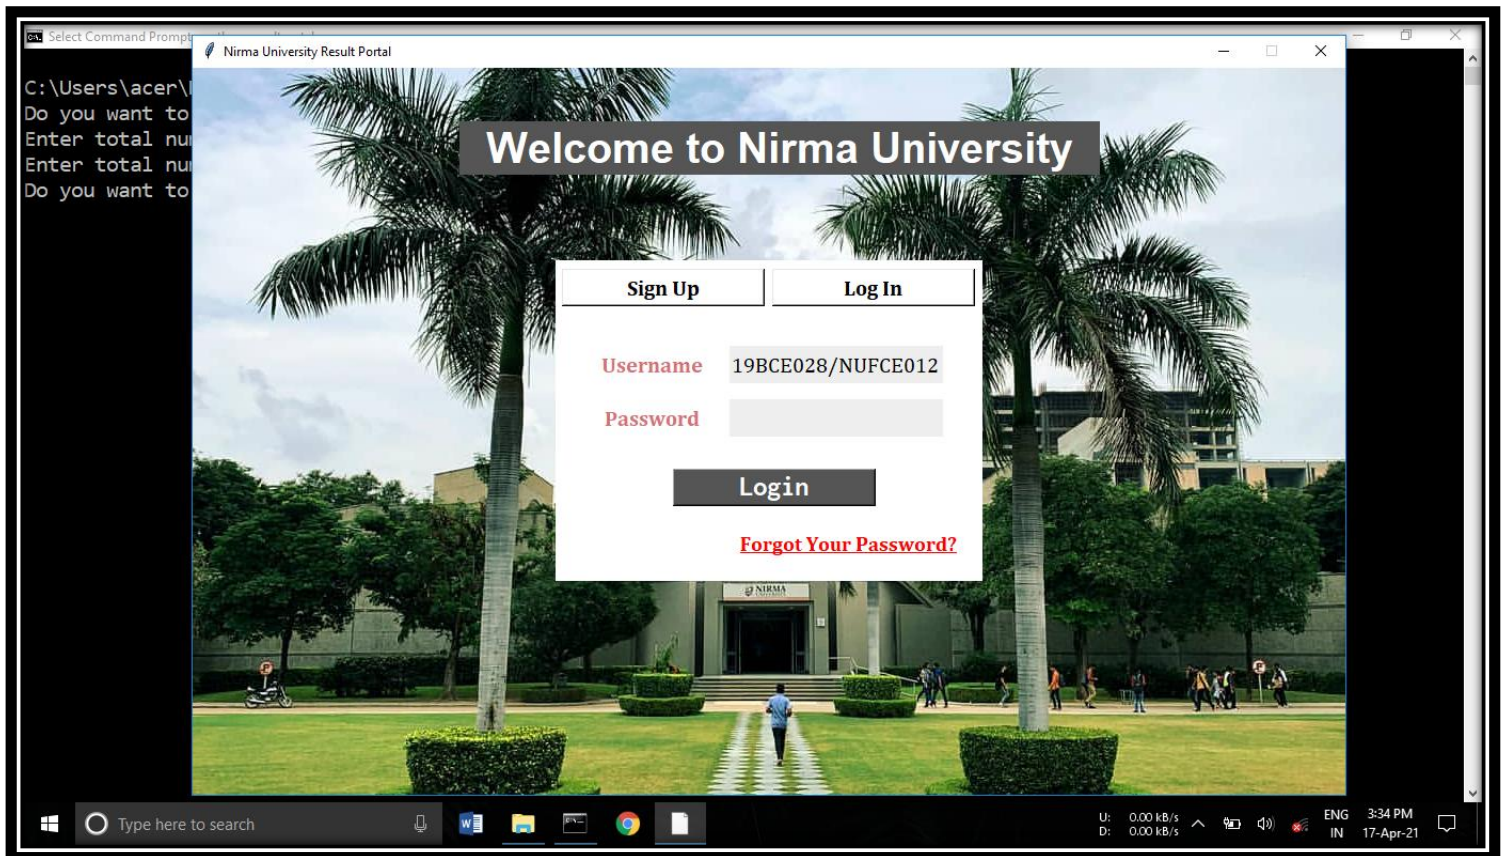 Select Command Prompt
Nirma University Result Portal
C:\Users\acer\
Do you want to
Enter total nu
Enter total nu
Do you want to
Welcome to Nirma University
Sign Up
Log In
Username
19BCE028/NUFCE012
Password
Login
Forgot Your Password?
NIRMA
UNIVERSITY
Type here to search
U: 0.00 kB/s
D: 0.00 kB/s
ENG
IN
3:34 PM
17-Apr-21